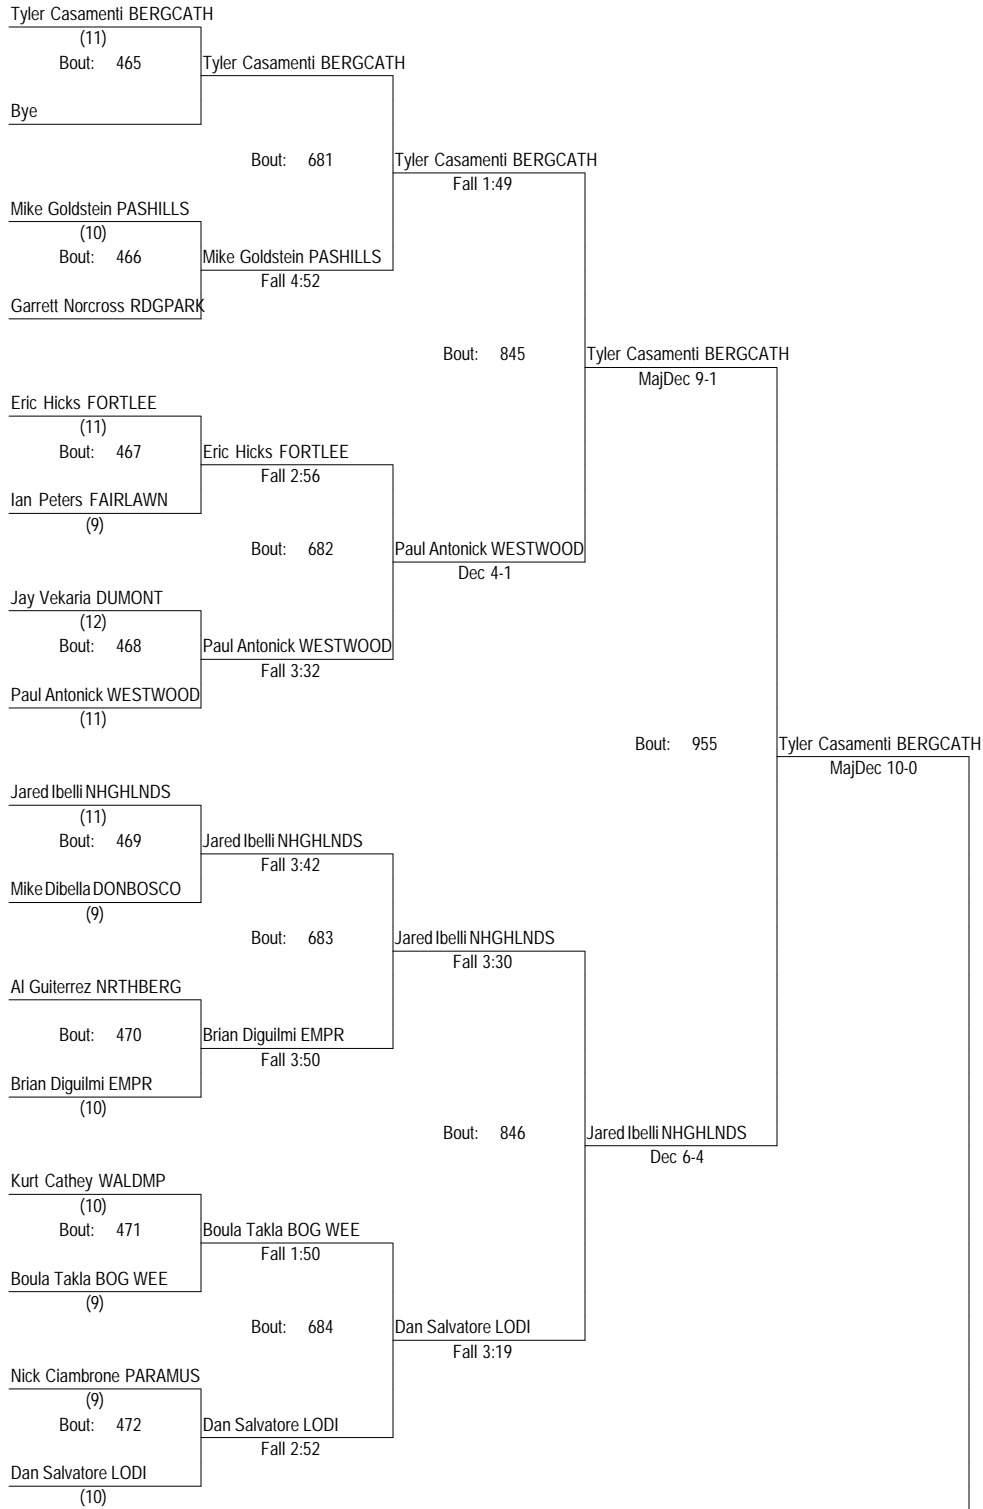 Tyler Casamenti BERGCATH
(11)
Bout: 465
Tyler Casamenti BERGCATH
Bye
Bout: 681
Tyler Casamenti BERGCATH
Fall 1:49
Mike Goldstein PASHILLS
(10)
Bout: 466
Mike Goldstein PASHILLS
Fall 4:52
Garrett Norcross RDGPARK
Bout: 845
Tyler Casamenti BERGCATH
MajDec 9-1
Eric Hicks FORTLEE
(11)
Bout: 467
Eric Hicks FORTLEE
Fall 2:56
Ian Peters FAIRLAWN
(9)
Bout: 682
Paul Antonick WESTWOOD
Dec 4-1
Jay Vekaria DUMONT
(12)
Bout: 468
Paul Antonick WESTWOOD
Fall 3:32
Paul Antonick WESTWOOD
(11)
Bout: 955
Tyler Casamenti BERGCATH
MajDec 10-0
Jared Ibelli NHGHLNDS
(11)
Bout: 469
Jared Ibelli NHGHLNDS
Fall 3:42
Mike Dibella DONBOSCO
(9)
Bout: 683
Jared Ibelli NHGHLNDS
Fall 3:30
Al Guiterrez NRTHBERG
Bout: 470
Brian Diguilmi EMPR
Fall 3:50
Brian Diguilmi EMPR
(10)
Bout: 846
Jared Ibelli NHGHLNDS
Dec 6-4
Kurt Cathey WALDMP
(10)
Bout: 471
Boula Takla BOG WEE
Fall 1:50
Boula Takla BOG WEE
(9)
Bout: 684
Dan Salvatore LODI
Fall 3:19
Nick Ciambrone PARAMUS
(9)
Bout: 472
Dan Salvatore LODI
Fall 2:52
Dan Salvatore LODI
(10)